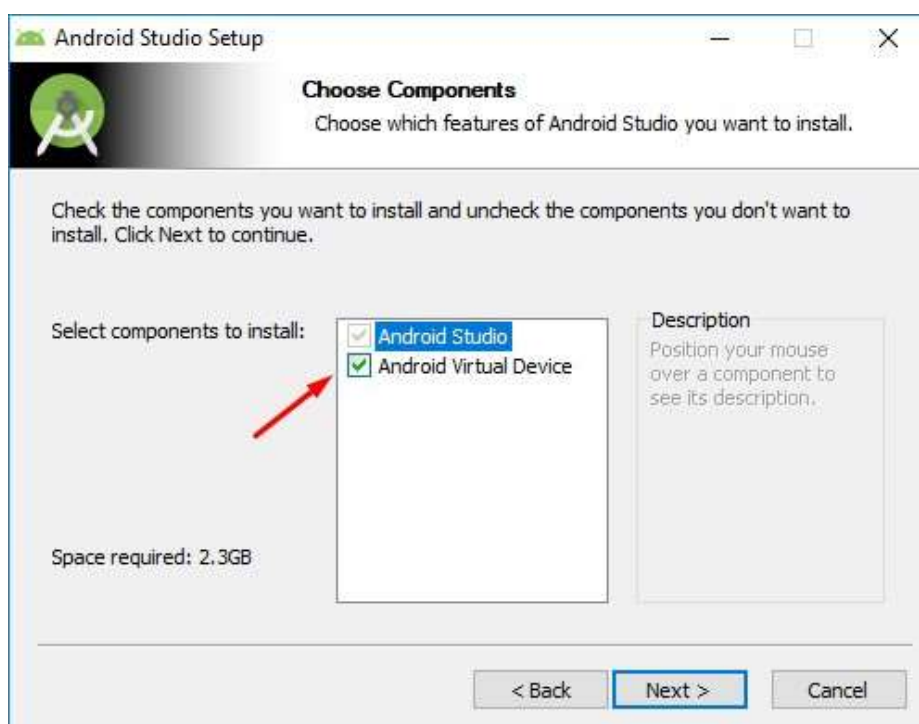 Android Studio Setup
Choose Components
Choose which features of Android Studio you want to install.
Check the components you want to install and uncheck the components you don't want to
install. Click Next to continue.
Select components to install:
Android Studio
Android Virtual Device
Description
Position your mouse
over a component to
see its description.
Space required: 2.3GB
< Back
Next >
Cancel